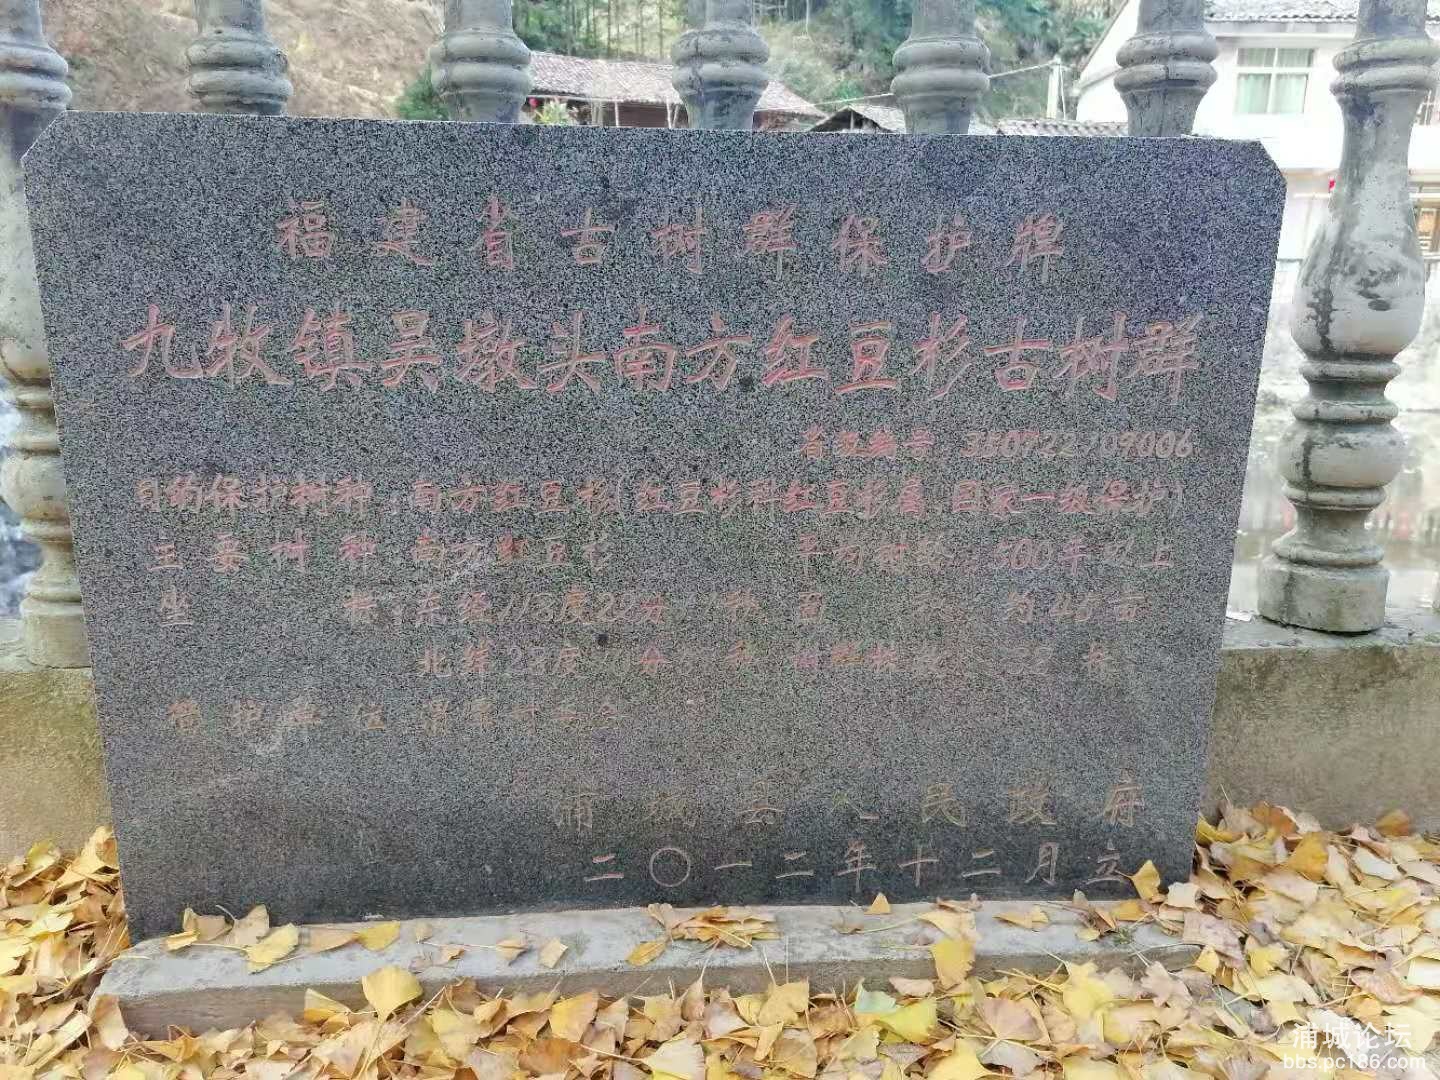 福建省古树群保护牌
九牧镇吴墩头南方红豆杉古树群
省级编号 350722209006
目的保护树种：南方红豆杉（红豆杉科红豆杉属 国家一级保护）
主要树种 南方红豆杉 平均树龄：500年以上
坐标：东经118度22分 秒 面 约45亩
北纬28度 分 秒 32株
管护单位
浦城县人民政府
二〇一二年十二月立
浦城论坛
bbs.pc186.com